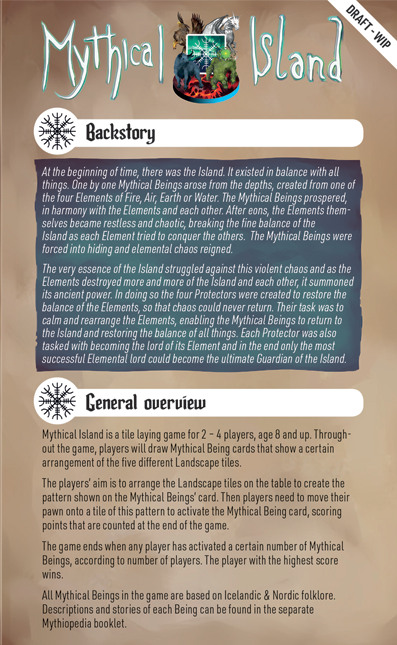 DRAFT - WIP
Mythical Island
Backstory
At the beginning of time, there was the Island. It existed in balance with all
things. One by one Mythical Beings arose from the depths, created from one of
the four Elements of Fire, Air, Earth or Water. The Mythical Beings prospered,
in harmony with the Elements and each other. After eons, the Elements them-
selves became restless and chaotic, breaking the fine balance of the
Island as each Element tried to conquer the others. The Mythical Beings were
forced into hiding and elemental chaos reigned.
The very essence of the Island struggled against this violent chaos and as the
Elements destroyed more and more of the Island and each other, it summoned
its ancient power. In doing so the four Protectors were created to restore the
balance of the Elements, so that chaos could never return. Their task was to
calm and rearrange the Elements, enabling the Mythical Beings to return to
the Island and restoring the balance of all things. Each Protector was also
tasked with becoming the lord of its Element and in the end only the most
successful Elemental lord could become the ultimate Guardian of the Island.
General overview
Mythical Island is a tile laying game for 2 – 4 players, age 8 and up. Through-
out the game, players will draw Mythical Being cards that show a certain
arrangement of the five different Landscape tiles.
The players' aim is to arrange the Landscape tiles on the table to create the
pattern shown on the Mythical Beings' card. Then players need to move their
pawn onto a tile of this pattern to activate the Mythical Being card, scoring
points that are counted at the end of the game.
The game ends when any player has activated a certain number of Mythical
Beings, according to number of players. The player with the highest score
wins.
All Mythical Beings in the game are based on Icelandic & Nordic folklore.
Descriptions and stories of each Being can be found in the separate
Mythiopedia booklet.